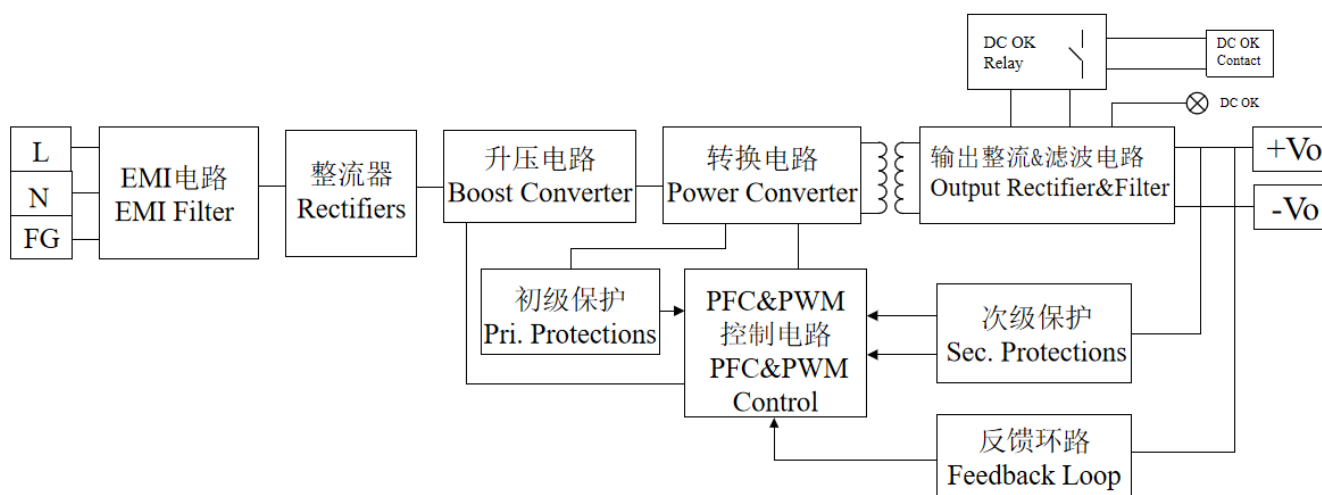 DC OK
Relay
DC OK
Contact
DC OK
L
N
FG
EMI电路
EMI Filter
整流器
Rectifiers
升压电路
Boost Converter
转换电路
Power Converter
输出整流&滤波电路
Output Rectifier&Filter
+Vo
-Vo
初级保护
Pri. Protections
PFC&PWM
控制电路
PFC&PWM
Control
次级保护
Sec. Protections
反馈环路
Feedback Loop